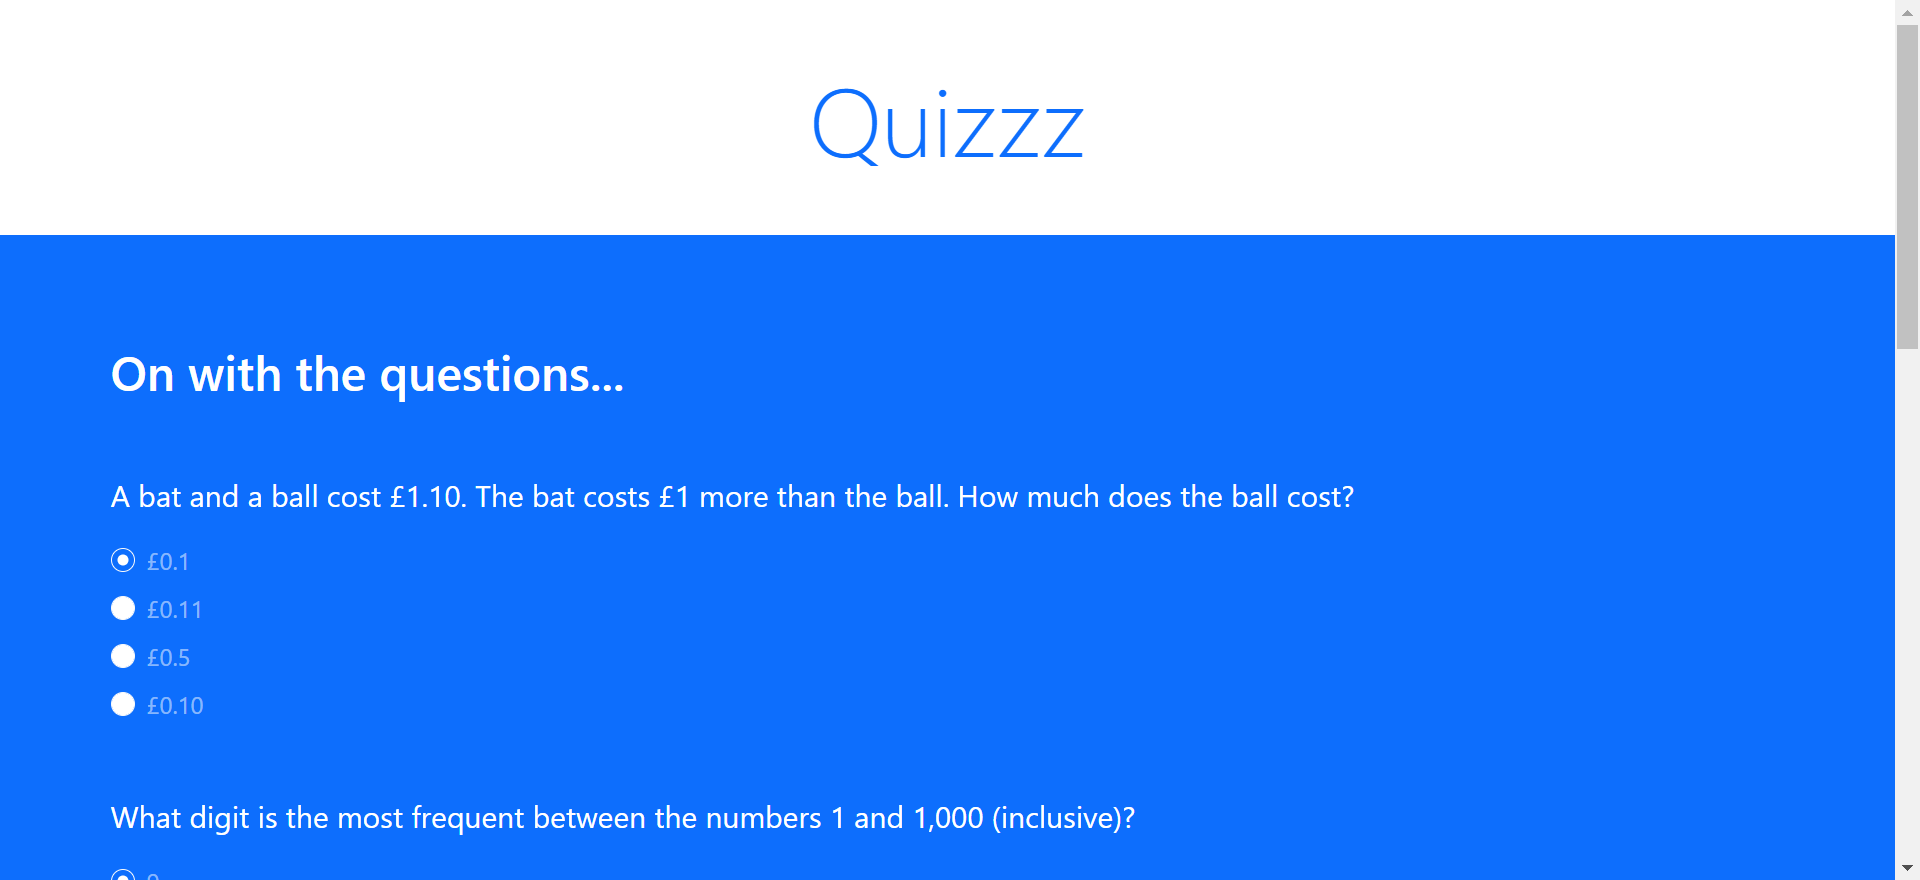 Quizzz
On with the questions...
A bat and a ball cost £1.10. The bat costs £1 more than the ball. How much does the ball cost?
£0.1
£0.11
£0.5
£0.10
What digit is the most frequent between the numbers 1 and 1,000 (inclusive)?